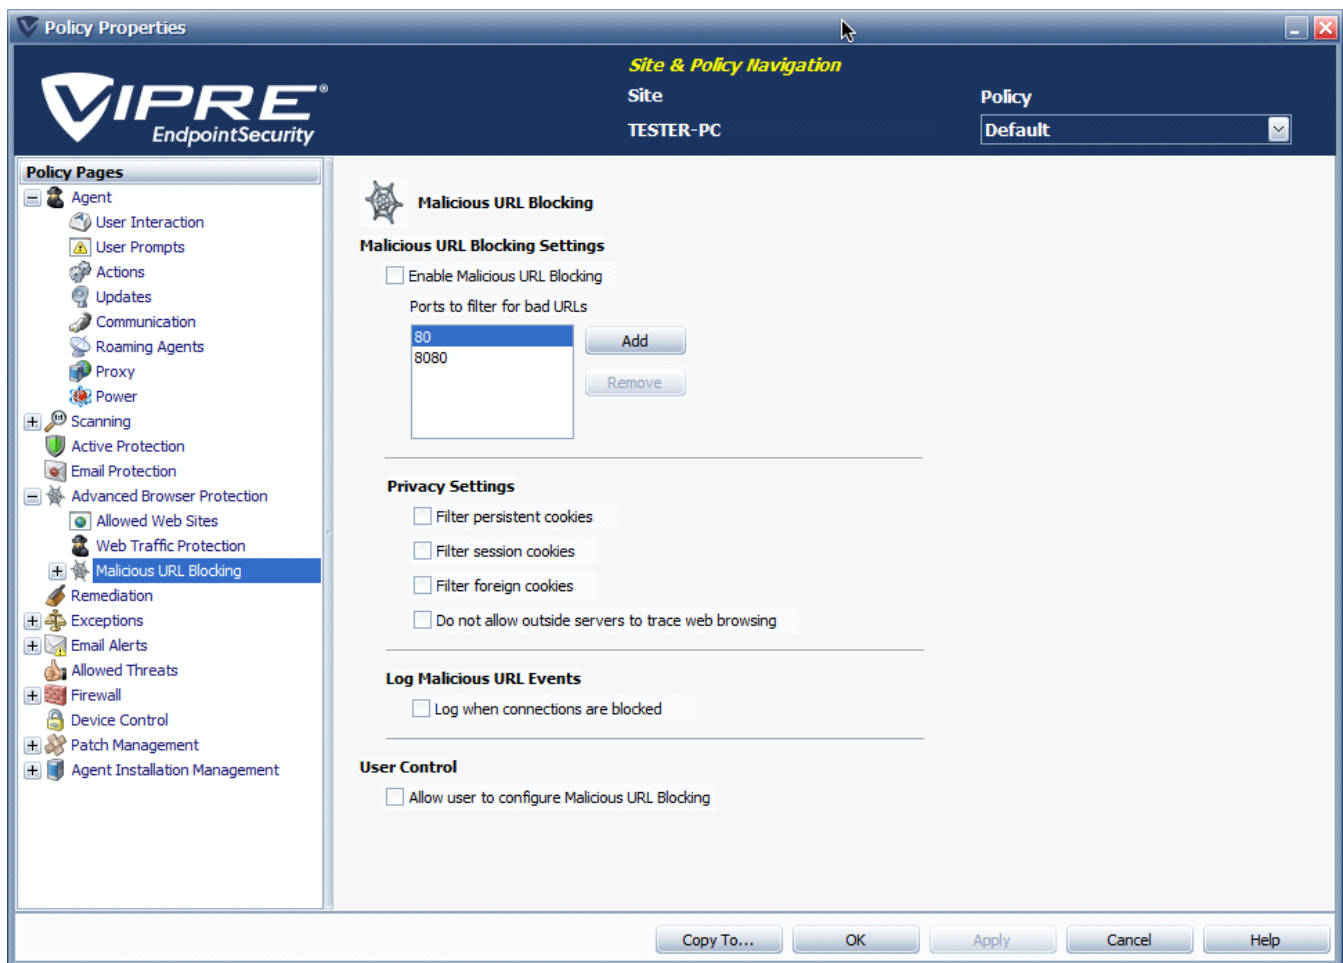 Policy Properties
VIPRE®
EndpointSecurity
Site & Policy Navigation
Site
Policy
TESTER-PC
Default
Policy Pages
Agent
User Interaction
User Prompts
Actions
Updates
Communication
Roaming Agents
Proxy
Power
Scanning
Active Protection
Email Protection
Advanced Browser Protection
Allowed Web Sites
Web Traffic Protection
Malicious URL Blocking
Remediation
Exceptions
Email Alerts
Allowed Threats
Firewall
Device Control
Patch Management
Agent Installation Management
Malicious URL Blocking
Malicious URL Blocking Settings
Enable Malicious URL Blocking
Ports to filter for bad URLs
80
8080
Add
Remove
Privacy Settings
Filter persistent cookies
Filter session cookies
Filter foreign cookies
Do not allow outside servers to trace web browsing
Log Malicious URL Events
Log when connections are blocked
User Control
Allow user to configure Malicious URL Blocking
Copy To... OK Apply Cancel Help